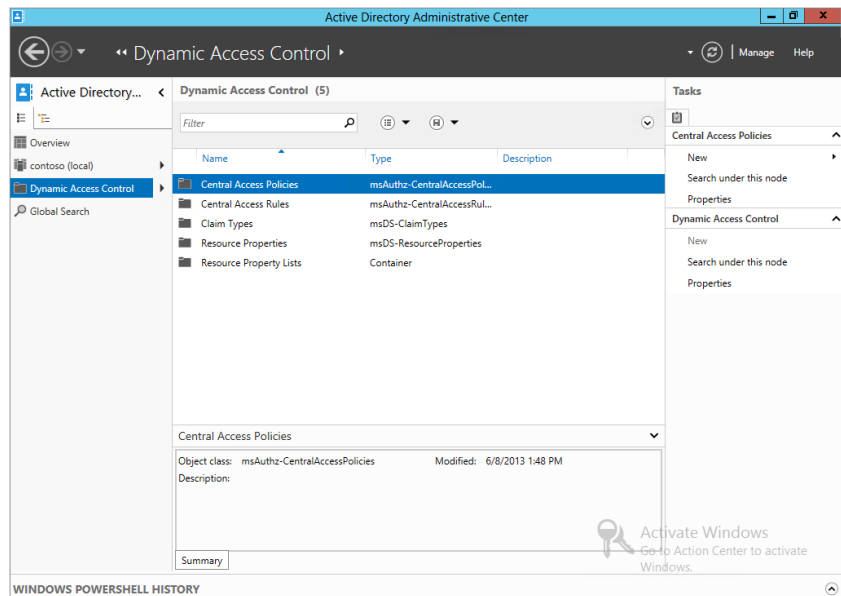 Active Directory Administrative Center
Dynamic Access Control
Manage
Help
Active Directory...
Overview
contoso (local)
Dynamic Access Control
Global Search
Dynamic Access Control (5)
Filter
Name Type Description
Central Access Policies msAuthz-CentralAccessPol...
Central Access Rules msAuthz-CentralAccessRul...
Claim Types msDS-ClaimTypes
Resource Properties msDS-ResourceProperties
Resource Property Lists Container
Central Access Policies
Object class: msAuthz-CentralAccessPolicies Modified: 6/8/2013 1:48 PM
Description:
Summary
Tasks
Central Access Policies
New
Search under this node
Properties
Dynamic Access Control
New
Search under this node
Properties
Activate Windows
Go to Action Center to activate
Windows.
WINDOWS POWERSHELL HISTORY